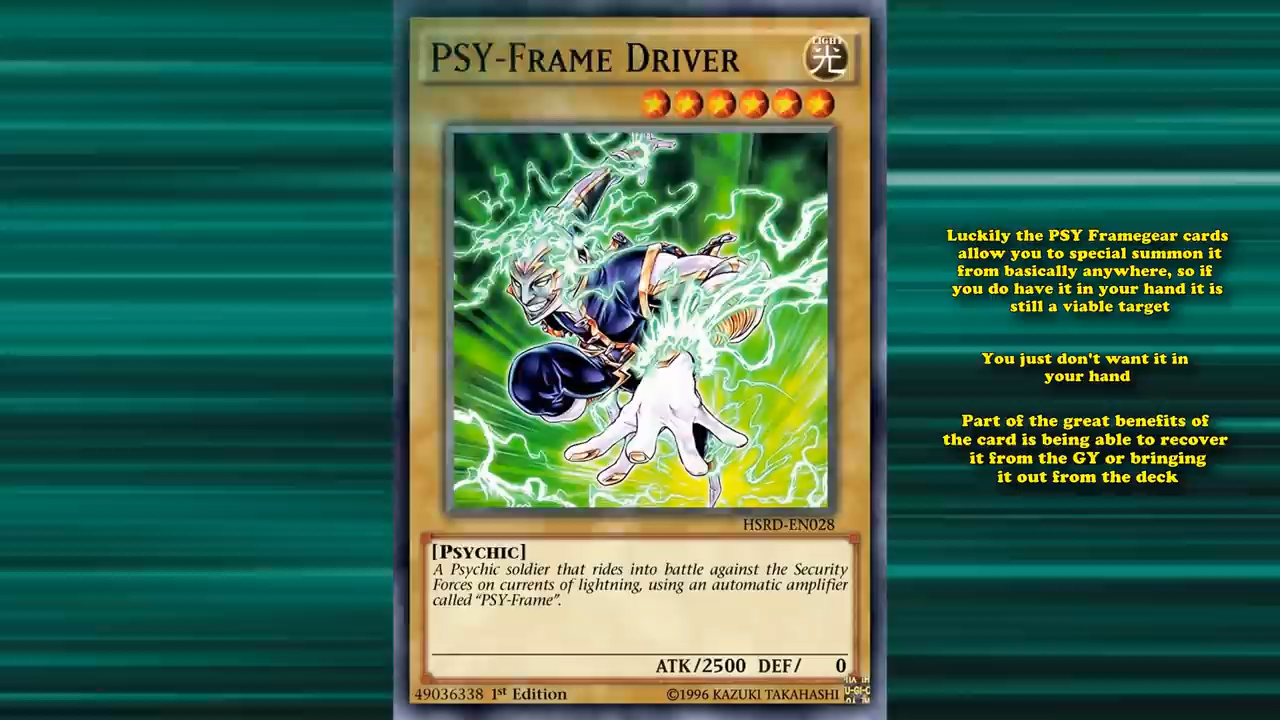 PSY-FRAME DRIVER
LIGHT
光
HSRD-EN028
[PSYCHIC]
A Psychic soldier that rides into battle against the Security
Forces on currents of lightning, using an automatic amplifier
called "PSY-Frame".
ATK/2500 DEF/ 0
49036338 1st Edition
©1996 KAZUKI TAKAHASHI
Luckily the PSY Framegear cards
allow you to special summon it
from basically anywhere, so if
you do have it in your hand it is
still a viable target
You just don't want it in
your hand
Part of the great benefits of
the card is being able to recover
it from the GY or bringing
it out from the deck